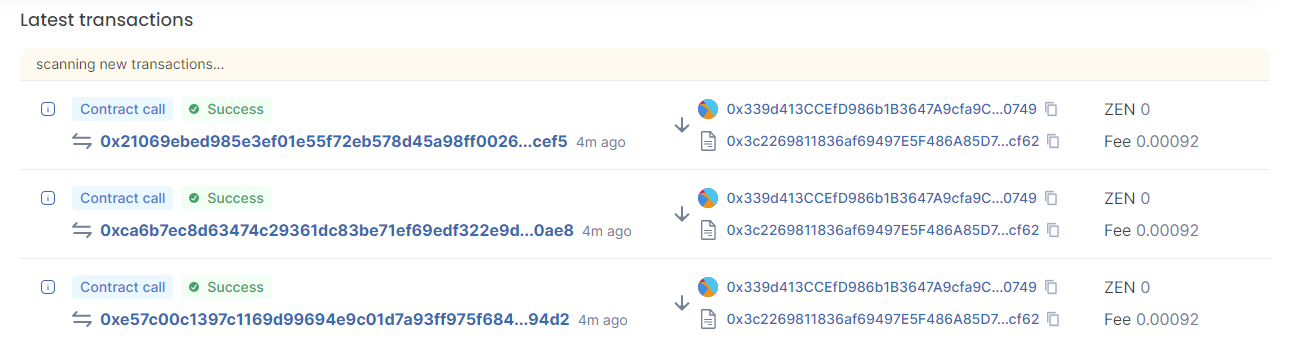 Latest transactions
scanning new transactions...
Contract call Success 0x339d413CCEfD986b1B3647A9cfa9C...0749 ZEN 0
0x21069ebed985e3ef01e55f72eb578d45a98ff0026...cef5 4m ago 0x3c2269811836af69497E5F486A85D7...cf62 Fee 0.00092
Contract call Success 0x339d413CCEfD986b1B3647A9cfa9C...0749 ZEN 0
0xca6b7ec8d63474c29361dc83be71ef69edf322e9d...0ae8 4m ago 0x3c2269811836af69497E5F486A85D7...cf62 Fee 0.00092
Contract call Success 0x339d413CCEfD986b1B3647A9cfa9C...0749 ZEN 0
0xe57c00c1397c1169d99694e9c01d7a93ff975f684...94d2 4m ago 0x3c2269811836af69497E5F486A85D7...cf62 Fee 0.00092